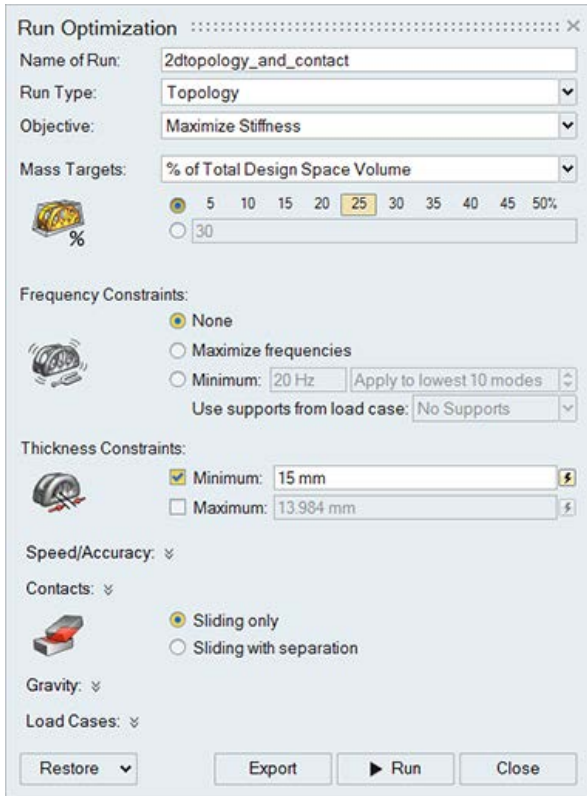 Run Optimization
Name of Run: 2dtopology_and_contact
Run Type: Topology
Objective: Maximize Stiffness
Mass Targets: % of Total Design Space Volume
5 10 15 20 25 30 35 40 45 50%
%
30
Frequency Constraints:
None
Maximize frequencies
Minimum: 20 Hz Apply to lowest 10 modes
Use supports from load case: No Supports
Thickness Constraints:
Minimum: 15 mm
Maximum: 13.984 mm
Speed/Accuracy:
Contacts:
Sliding only
Sliding with separation
Gravity:
Load Cases:
Restore Export Run Close